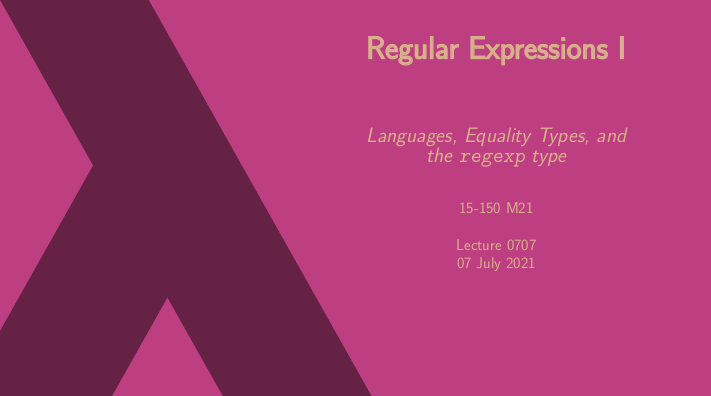 Regular Expressions I
Languages, Equality Types, and
the regexp type
15-150 M21
Lecture 0707
07 July 2021